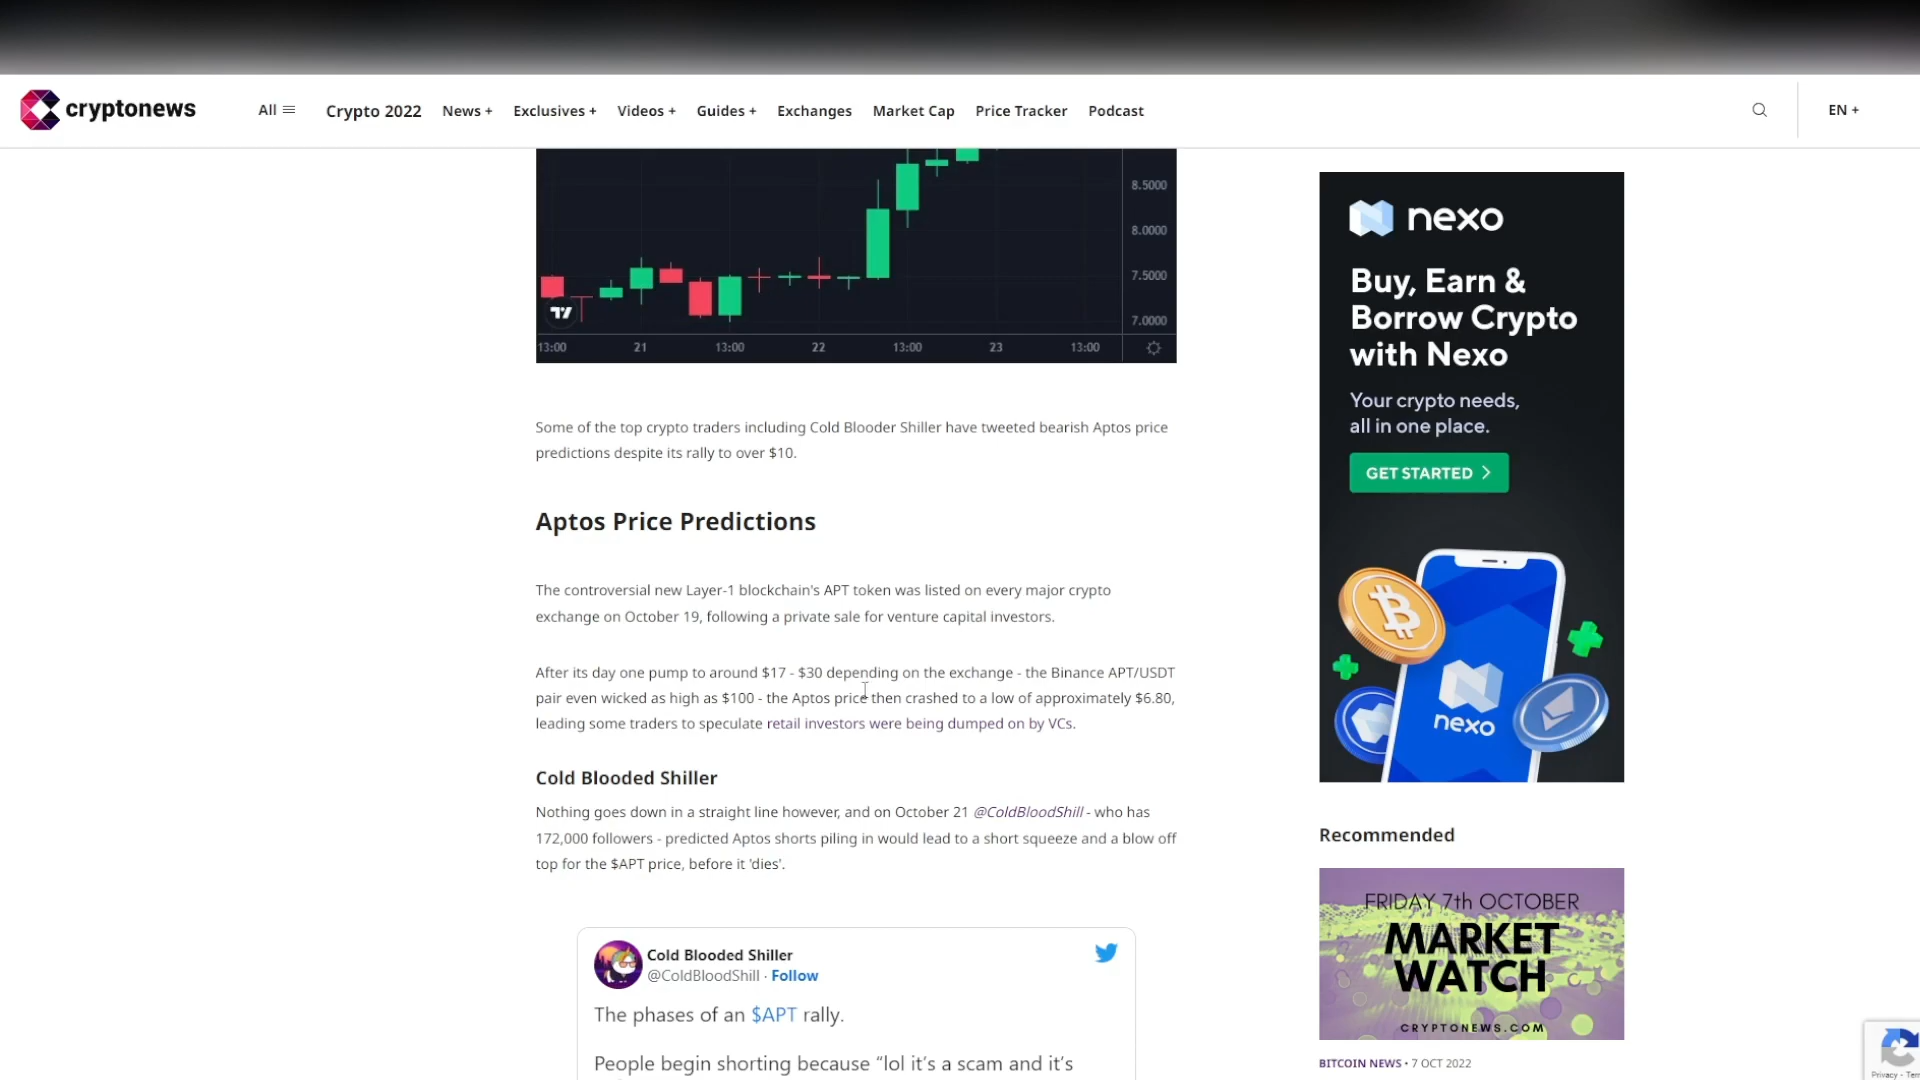 cryptonews
All
Crypto 2022
News +
Exclusives +
Videos +
Guides +
Exchanges
Market Cap
Price Tracker
Podcast
EN +
8.5000
8.0000
7.5000
7.0000
13:00 21 13:00 22 13:00 23 13:00
Some of the top crypto traders including Cold Blooder Shiller have tweeted bearish Aptos price
predictions despite its rally to over $10.
Aptos Price Predictions
The controversial new Layer-1 blockchain's APT token was listed on every major crypto
exchange on October 19, following a private sale for venture capital investors.
After its day one pump to around $17 - $30 depending on the exchange - the Binance APT/USDT
pair even wicked as high as $100 - the Aptos price then crashed to a low of approximately $6.80,
leading some traders to speculate retail investors were being dumped on by VCs.
Cold Blooded Shiller
Nothing goes down in a straight line however, and on October 21 @ColdBloodShill - who has
172,000 followers - predicted Aptos shorts piling in would lead to a short squeeze and a blow off
top for the $APT price, before it 'dies'.
Cold Blooded Shiller
@ColdBloodShill · Follow
The phases of an $APT rally.
People begin shorting because “lol it's a scam and it's
nexo
Buy, Earn &
Borrow Crypto
with Nexo
Your crypto needs,
all in one place.
GET STARTED
nexo
Recommended
FRIDAY 7th OCTOBER
MARKET
WATCH
CRYPTONEWS.COM
BITCOIN NEWS • 7 OCT 2022
Privacy